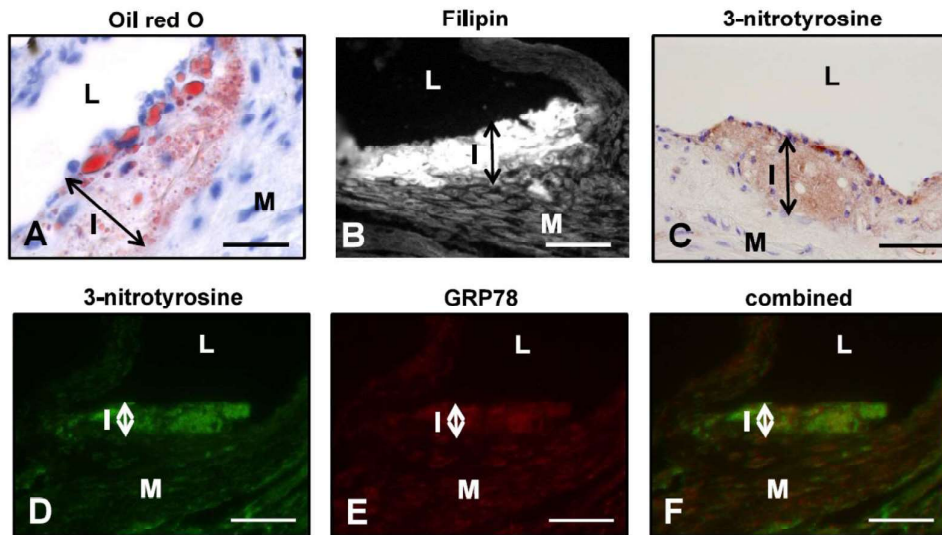 Oil red O
L
I
M
A
Filipin
L
I
M
B
3-nitrotyrosine
L
I
M
C
3-nitrotyrosine
L
I
M
D
GRP78
L
I
M
E
combined
L
I
M
F